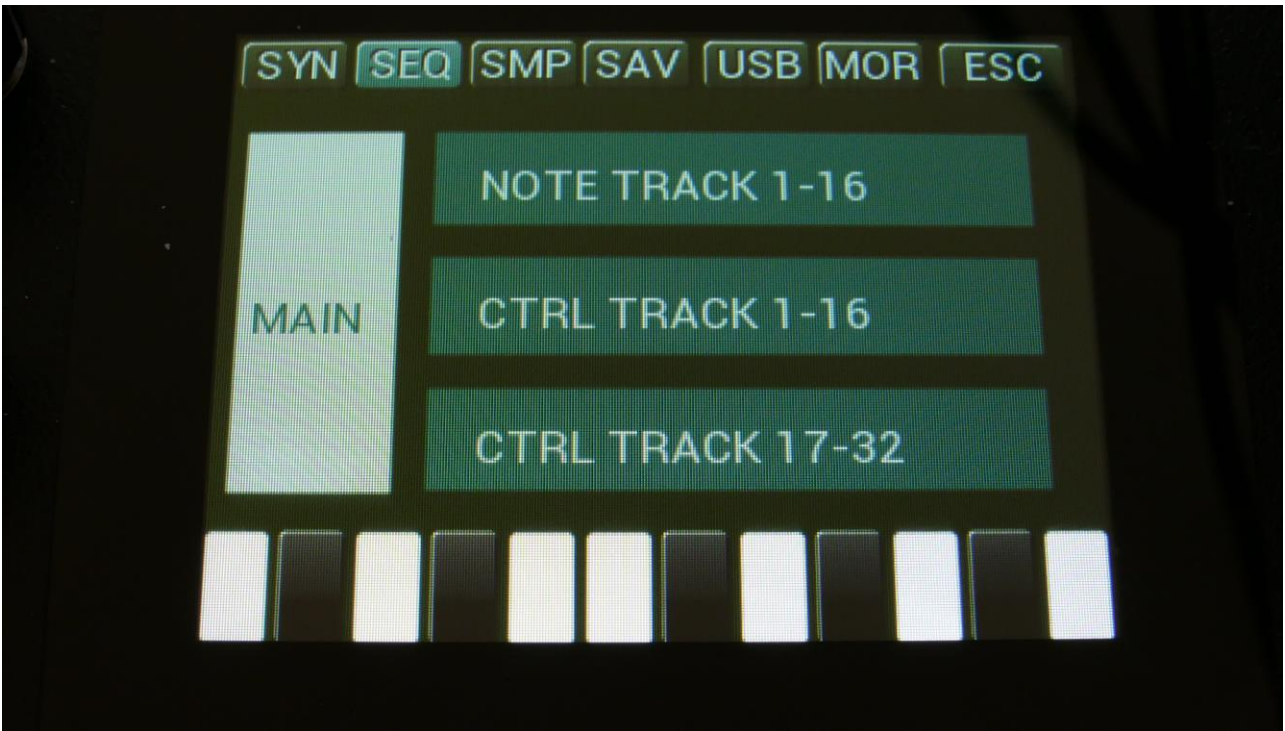 SYN SEQ SMP SAV USB MOR ESC
MAIN
NOTE TRACK 1-16
CTRL TRACK 1-16
CTRL TRACK 17-32